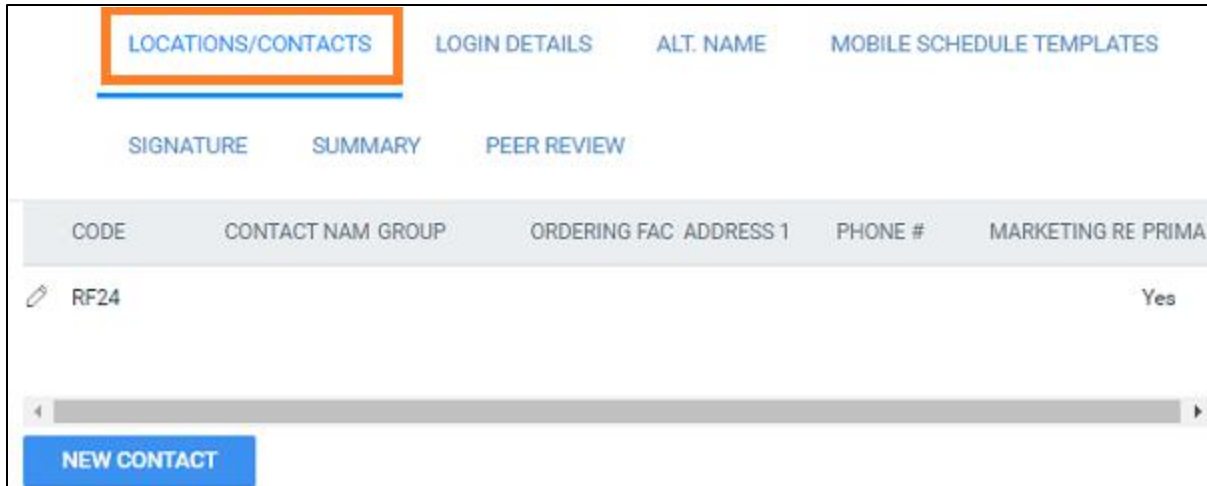 LOCATIONS/CONTACTS LOGIN DETAILS ALT. NAME MOBILE SCHEDULE TEMPLATES
SIGNATURE SUMMARY PEER REVIEW
CODE CONTACT NAM GROUP ORDERING FAC ADDRESS 1 PHONE # MARKETING RE PRIMA
RF24 Yes
NEW CONTACT